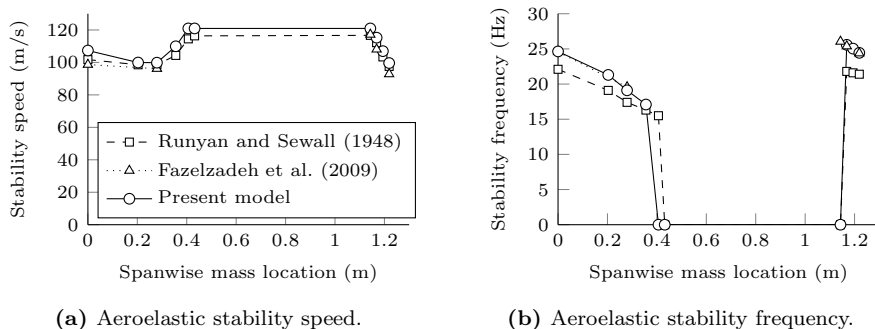 Stability speed (m/s)
120
100
80
60
40
20
0
Runyan and Sewall (1948)
Fazelzadeh et al. (2009)
Present model
0 0.2 0.4 0.6 0.8 1 1.2
Spanwise mass location (m)
(a) Aeroelastic stability speed.
Stability frequency (Hz)
30
25
20
15
10
5
0
0 0.2 0.4 0.6 0.8 1 1.2
Spanwise mass location (m)
(b) Aeroelastic stability frequency.